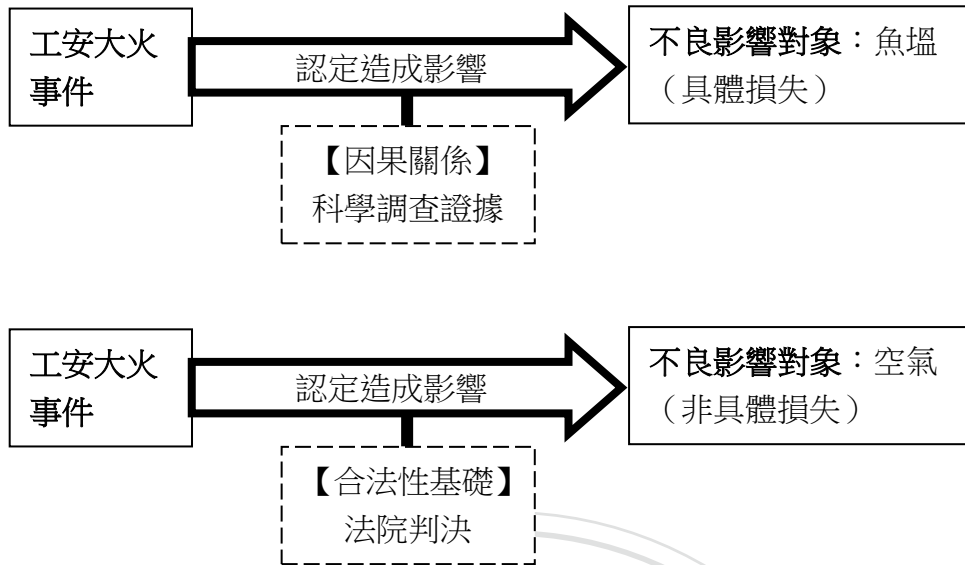 工安大火
事件
認定造成影響
不良影響對象：魚塭
（具體損失）
【因果關係】
科學調查證據
工安大火
事件
認定造成影響
不良影響對象：空氣
（非具體損失）
【合法性基礎】
法院判決